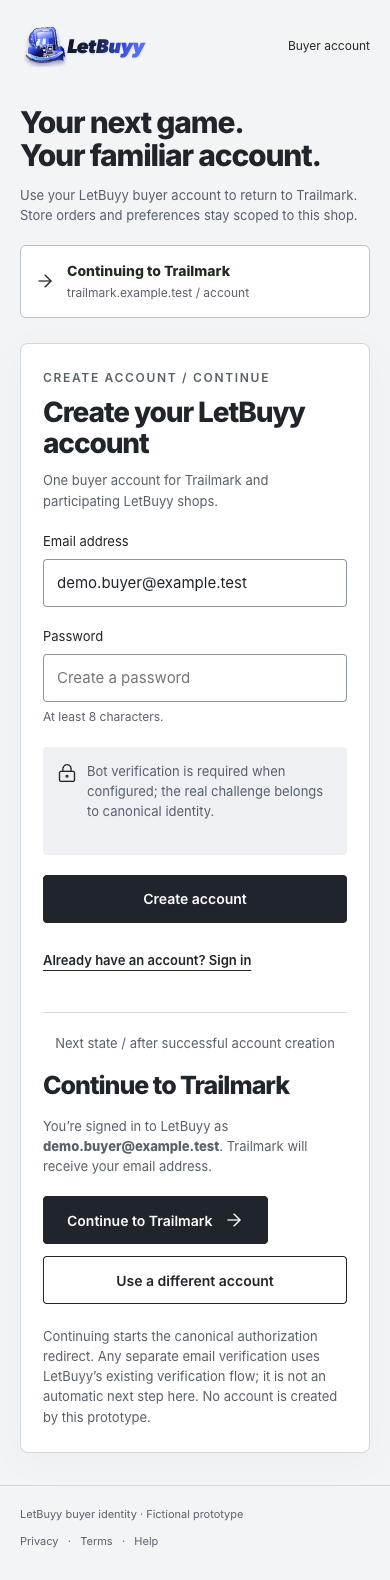 LetBuyy
Buyer account
Your next game.
Your familiar account.
Use your LetBuyy buyer account to return to Trailmark.
Store orders and preferences stay scoped to this shop.
Continuing to Trailmark
trailmark.example.test / account
CREATE ACCOUNT / CONTINUE
Create your LetBuyy
account
One buyer account for Trailmark and
participating LetBuyy shops.
Email address
demo.buyer@example.test
Password
Create a password
At least 8 characters.
Bot verification is required when
configured; the real challenge belongs
to canonical identity.
Create account
Already have an account? Sign in
Next state / after successful account creation
Continue to Trailmark
You’re signed in to LetBuyy as
demo.buyer@example.test. Trailmark will
receive your email address.
Continue to Trailmark
Use a different account
Continuing starts the canonical authorization
redirect. Any separate email verification uses
LetBuyy’s existing verification flow; it is not an
automatic next step here. No account is created
by this prototype.
LetBuyy buyer identity · Fictional prototype
Privacy · Terms · Help